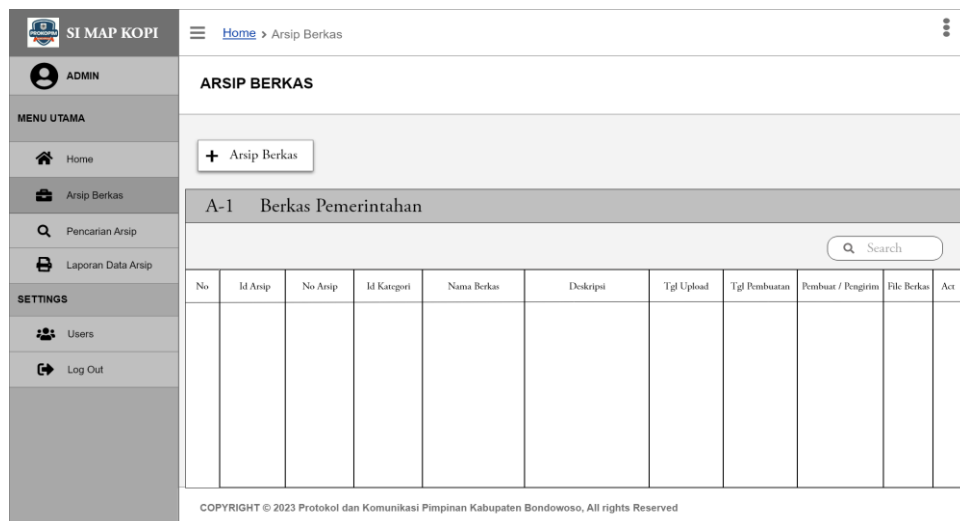 PROKOPIM
SI MAP KOPI
Home > Arsip Berkas
ADMIN
ARSIP BERKAS
MENU UTAMA
Home
+ Arsip Berkas
Arsip Berkas
A-1 Berkas Pemerintahan
Pencarian Arsip
Search
Laporan Data Arsip
No Id Arsip No Arsip Id Kategori Nama Berkas Deskripsi Tgl Upload Tgl Pembuatan Pembuat / Pengirim File Berkas Act
SETTINGS
Users
Log Out
COPYRIGHT © 2023 Protokol dan Komunikasi Pimpinan Kabupaten Bondowoso, All rights Reserved